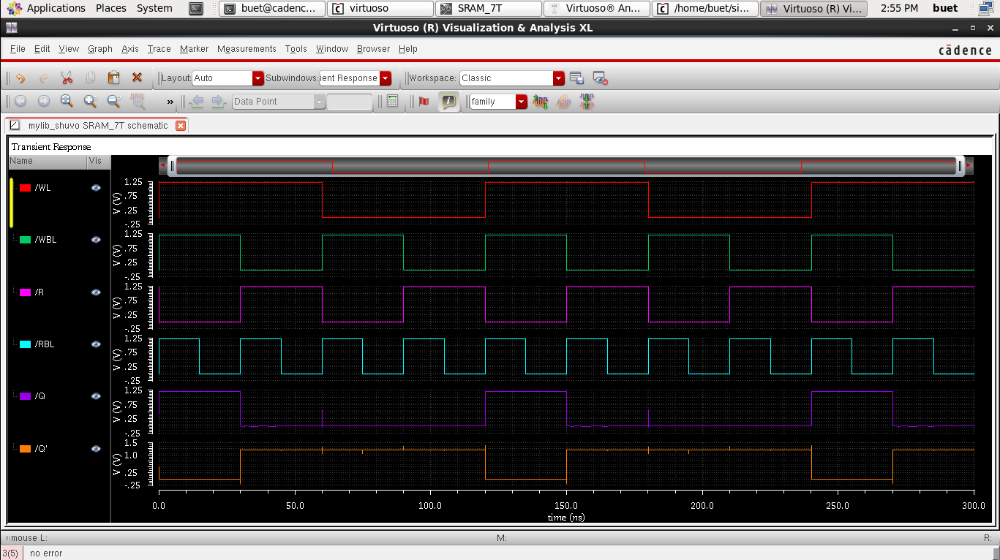 Applications Places System buet@cadenc... virtuoso SRAM_7T Virtuoso® An... /home/buet/si... Virtuoso (R) Vi... 2:55 PM buet
Virtuoso (R) Visualization & Analysis XL
File Edit View Graph Axis Trace Marker Measurements Tools Window Browser Help
cādence
Layout: Auto Subwindows: ient Response Workspace: Classic
» Data Point family
mylib_shuvo SRAM_7T schematic
Transient Response
Name Vis
/WL
V (V)
1.25
.75
.25
-.25
/WBL
V (V)
1.25
.75
.25
-.25
/R
V (V)
1.25
.75
.25
-.25
/RBL
V (V)
1.25
.75
.25
-.25
/Q
V (V)
1.25
.75
.25
-.25
/Q'
V (V)
1.5
1.0
.25
-.25
0.0 50.0 100.0 150.0 200.0 250.0 300.0
time (ns)
mouse L: M: R:
3(5) no error